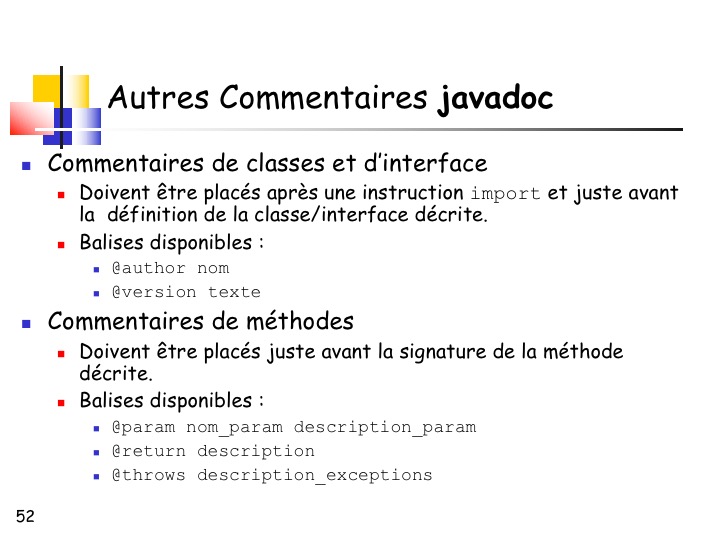 Autres Commentaires javadoc
Commentaires de classes et d’interface
Doivent être placés après une instruction import et juste avant
la  définition de la classe/interface décrite.
Balises disponibles :
@author nom
@version texte
Commentaires de méthodes
Doivent être placés juste avant la signature de la méthode
décrite.
Balises disponibles :
@param nom_param description_param
@return description
@throws description_exceptions
52